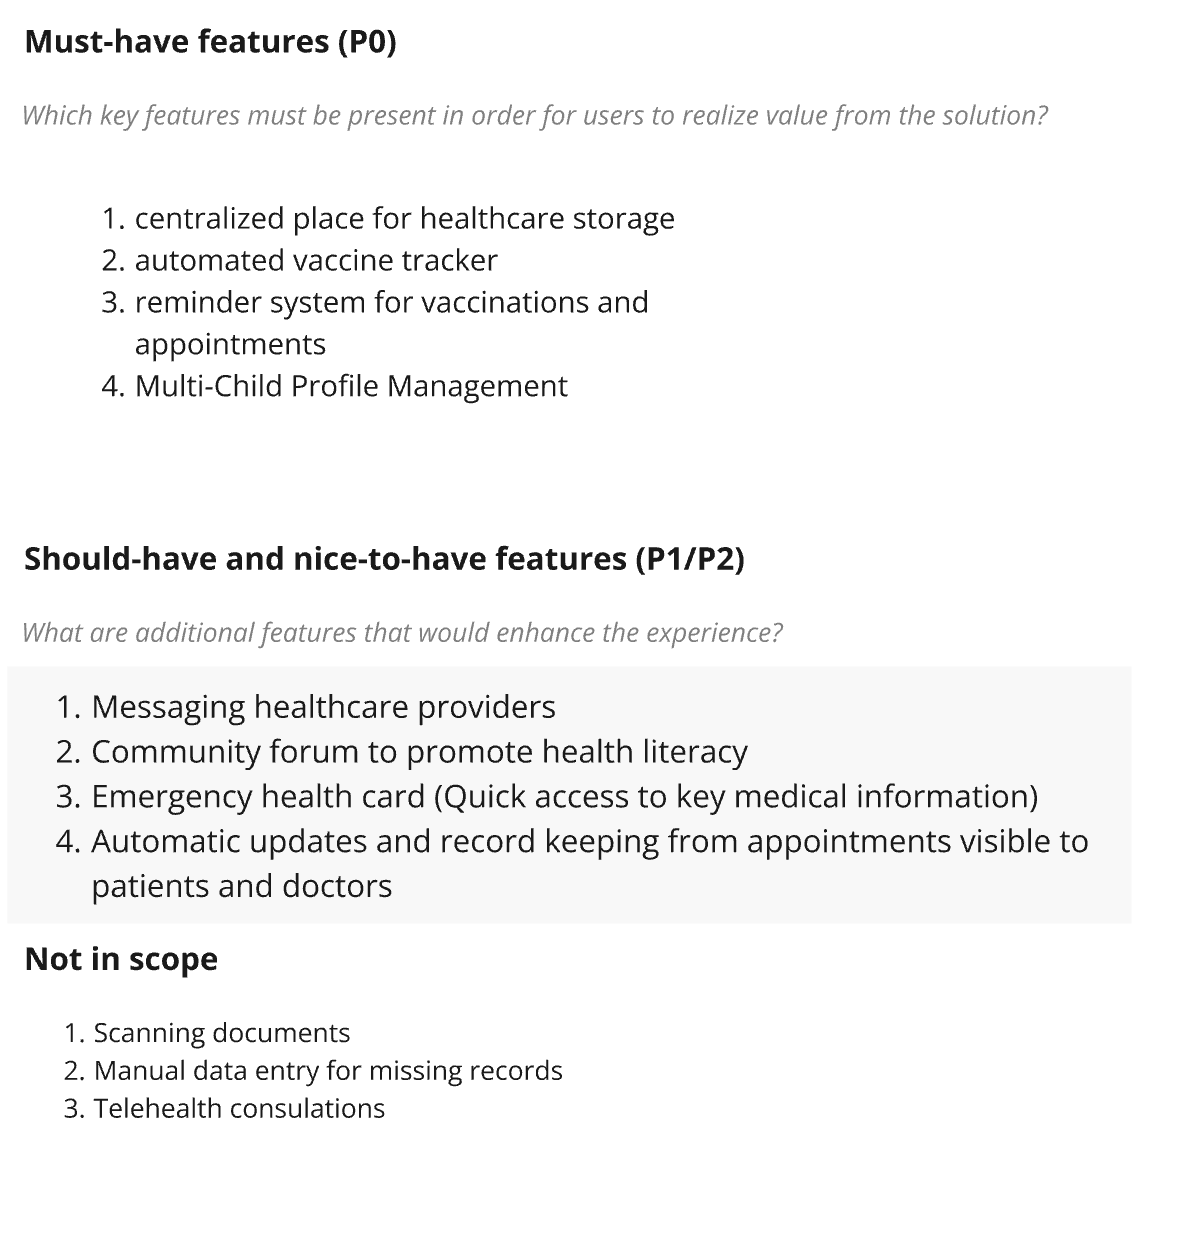 Must-have features (P0)
Which key features must be present in order for users to realize value from the solution?
1. centralized place for healthcare storage
2. automated vaccine tracker
3. reminder system for vaccinations and
appointments
4. Multi-Child Profile Management
Should-have and nice-to-have features (P1/P2)
What are additional features that would enhance the experience?
1. Messaging healthcare providers
2. Community forum to promote health literacy
3. Emergency health card (Quick access to key medical information)
4. Automatic updates and record keeping from appointments visible to
patients and doctors
Not in scope
1. Scanning documents
2. Manual data entry for missing records
3. Telehealth consulations